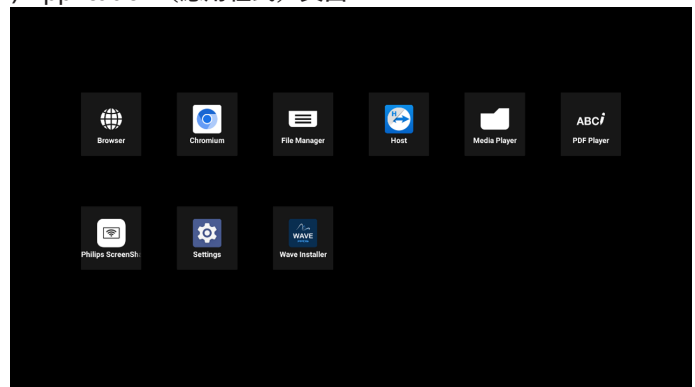 Browser
Chromium
File Manager
H
Host
Media Player
ABCi
PDF Player
Philips ScreenSh
Settings
WAVE
Wave Installer